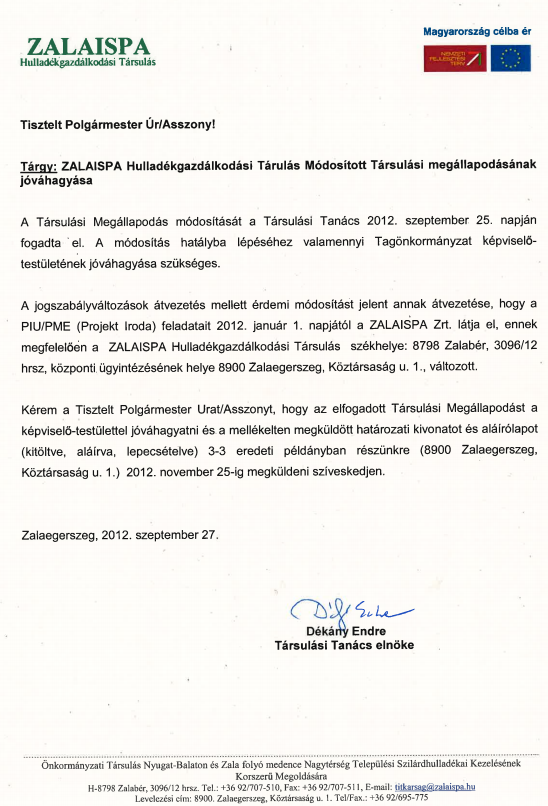 ZALAISPA
Hulladékgazdálkodási Társulás
Magyarország célba ér
NEMZETI
FEJLESZTÉSI
TERV
Tisztelt Polgármester Úr/Asszony!
Tárgy: ZALAISPA Hulladékgazdálkodási Tárulás Módosított Társulási megállapodásának
jóváhagyása
A Társulási Megállapodás módosítását a Társulási Tanács 2012. szeptember 25. napján
fogadta el. A módosítás hatályba lépéséhez valamennyi Tagönkormányzat képviselő-
testületének jóváhagyása szükséges.
A jogszabályváltozások átvezetés mellett érdemi módosítást jelent annak átvezetése, hogy a
PIU/PME (Projekt Iroda) feladatait 2012. január 1. napjától a ZALAISPA Zrt. látja el, ennek
megfelelően a ZALAISPA Hulladékgazdálkodási Társulás székhelye: 8798 Zalabér, 3096/12
hrsz, központi ügyintézésének helye 8900 Zalaegerszeg, Köztársaság u. 1., változott.
Kérem a Tisztelt Polgármester Urat/Asszonyt, hogy az elfogadott Társulási Megállapodást a
képviselő-testülettel jóváhagyatni és a mellékelten megküldött határozati kivonatot és aláírólapot
(kitöltve, aláírva, lepecsételve) 3-3 eredeti példányban részünkre (8900 Zalaegerszeg,
Köztársaság u. 1.) 2012. november 25-ig megküldeni szíveskedjen.
Zalaegerszeg, 2012. szeptember 27.
Dékány Endre
Társulási Tanács elnöke
Önkormányzati Társulás Nyugat-Balaton és Zala folyó medence Nagytérség Települési Szilárdhulladékai Kezelésének
Korszerű Megoldására
H-8798 Zalabér, 3096/12 hrsz. Tel.: +36 92/707-510, Fax: +36 92/707-511, E-mail: titkarsag@zalaispa.hu
Levelezési cím: 8900. Zalaegerszeg, Köztársaság u. 1. Tel/Fax.: +36 92/695-775